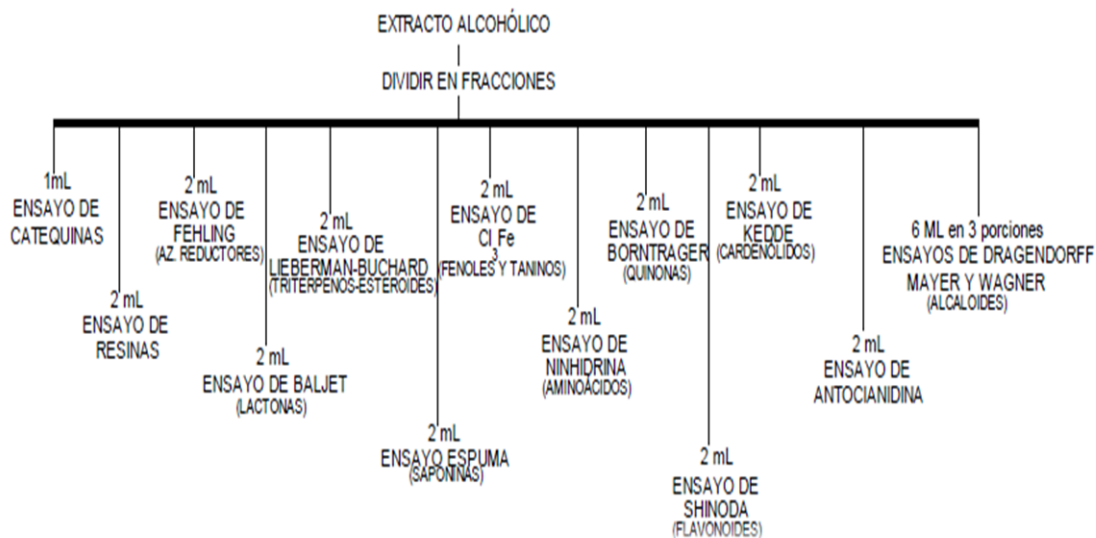 EXTRACTO ALCOHÓLICO
DIVIDIR EN FRACCIONES
1mL
ENSAYO DE
CATEQUINAS
2 mL
ENSAYO DE
RESINAS
2 mL
ENSAYO DE
FEHLING
(AZ. REDUCTORES)
2 mL
ENSAYO DE BALJET
(LACTONAS)
2 mL
ENSAYO DE
LIEBERMAN-BUCHARD
(TRITERPENOS-ESTEROIDES)
2 mL
ENSAYO ESPUMA
(SAPONINAS)
2 mL
ENSAYO DE
Cl Fe
3
(FENOLES Y TANINOS)
2 mL
ENSAYO DE
NINHIDRINA
(AMINOÁCIDOS)
2 mL
ENSAYO DE
BORNTRAGER
(QUINONAS)
2 mL
ENSAYO DE
SHINODA
(FLAVONOIDES)
2 mL
ENSAYO DE
KEDDE
(CARDENÓLIDOS)
2 mL
ENSAYO DE
ANTOCIANIDINA
6 ML en 3 porciones
ENSAYOS DE DRAGENDORFF
MAYER Y WAGNER
(ALCALOIDES)